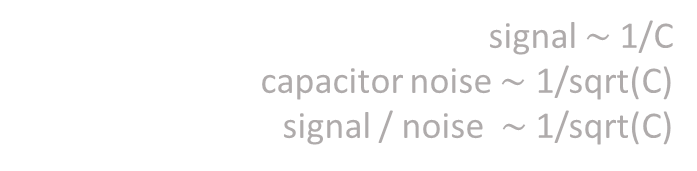 signal ~ 1/C
capacitor noise ~ 1/sqrt(C)
signal / noise ~ 1/sqrt(C)